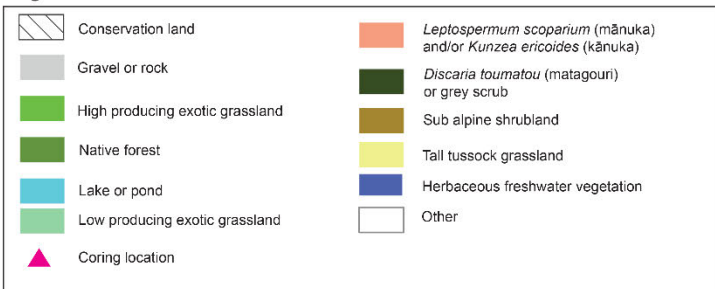 Conservation land
Gravel or rock
High producing exotic grassland
Native forest
Lake or pond
Low producing exotic grassland
Coring location
Leptospermum scoparium (mānuka)
and/or Kunzea ericoides (kānuka)
Discaria toumatou (matagouri)
or grey scrub
Sub alpine shrubland
Tall tussock grassland
Herbaceous freshwater vegetation
Other